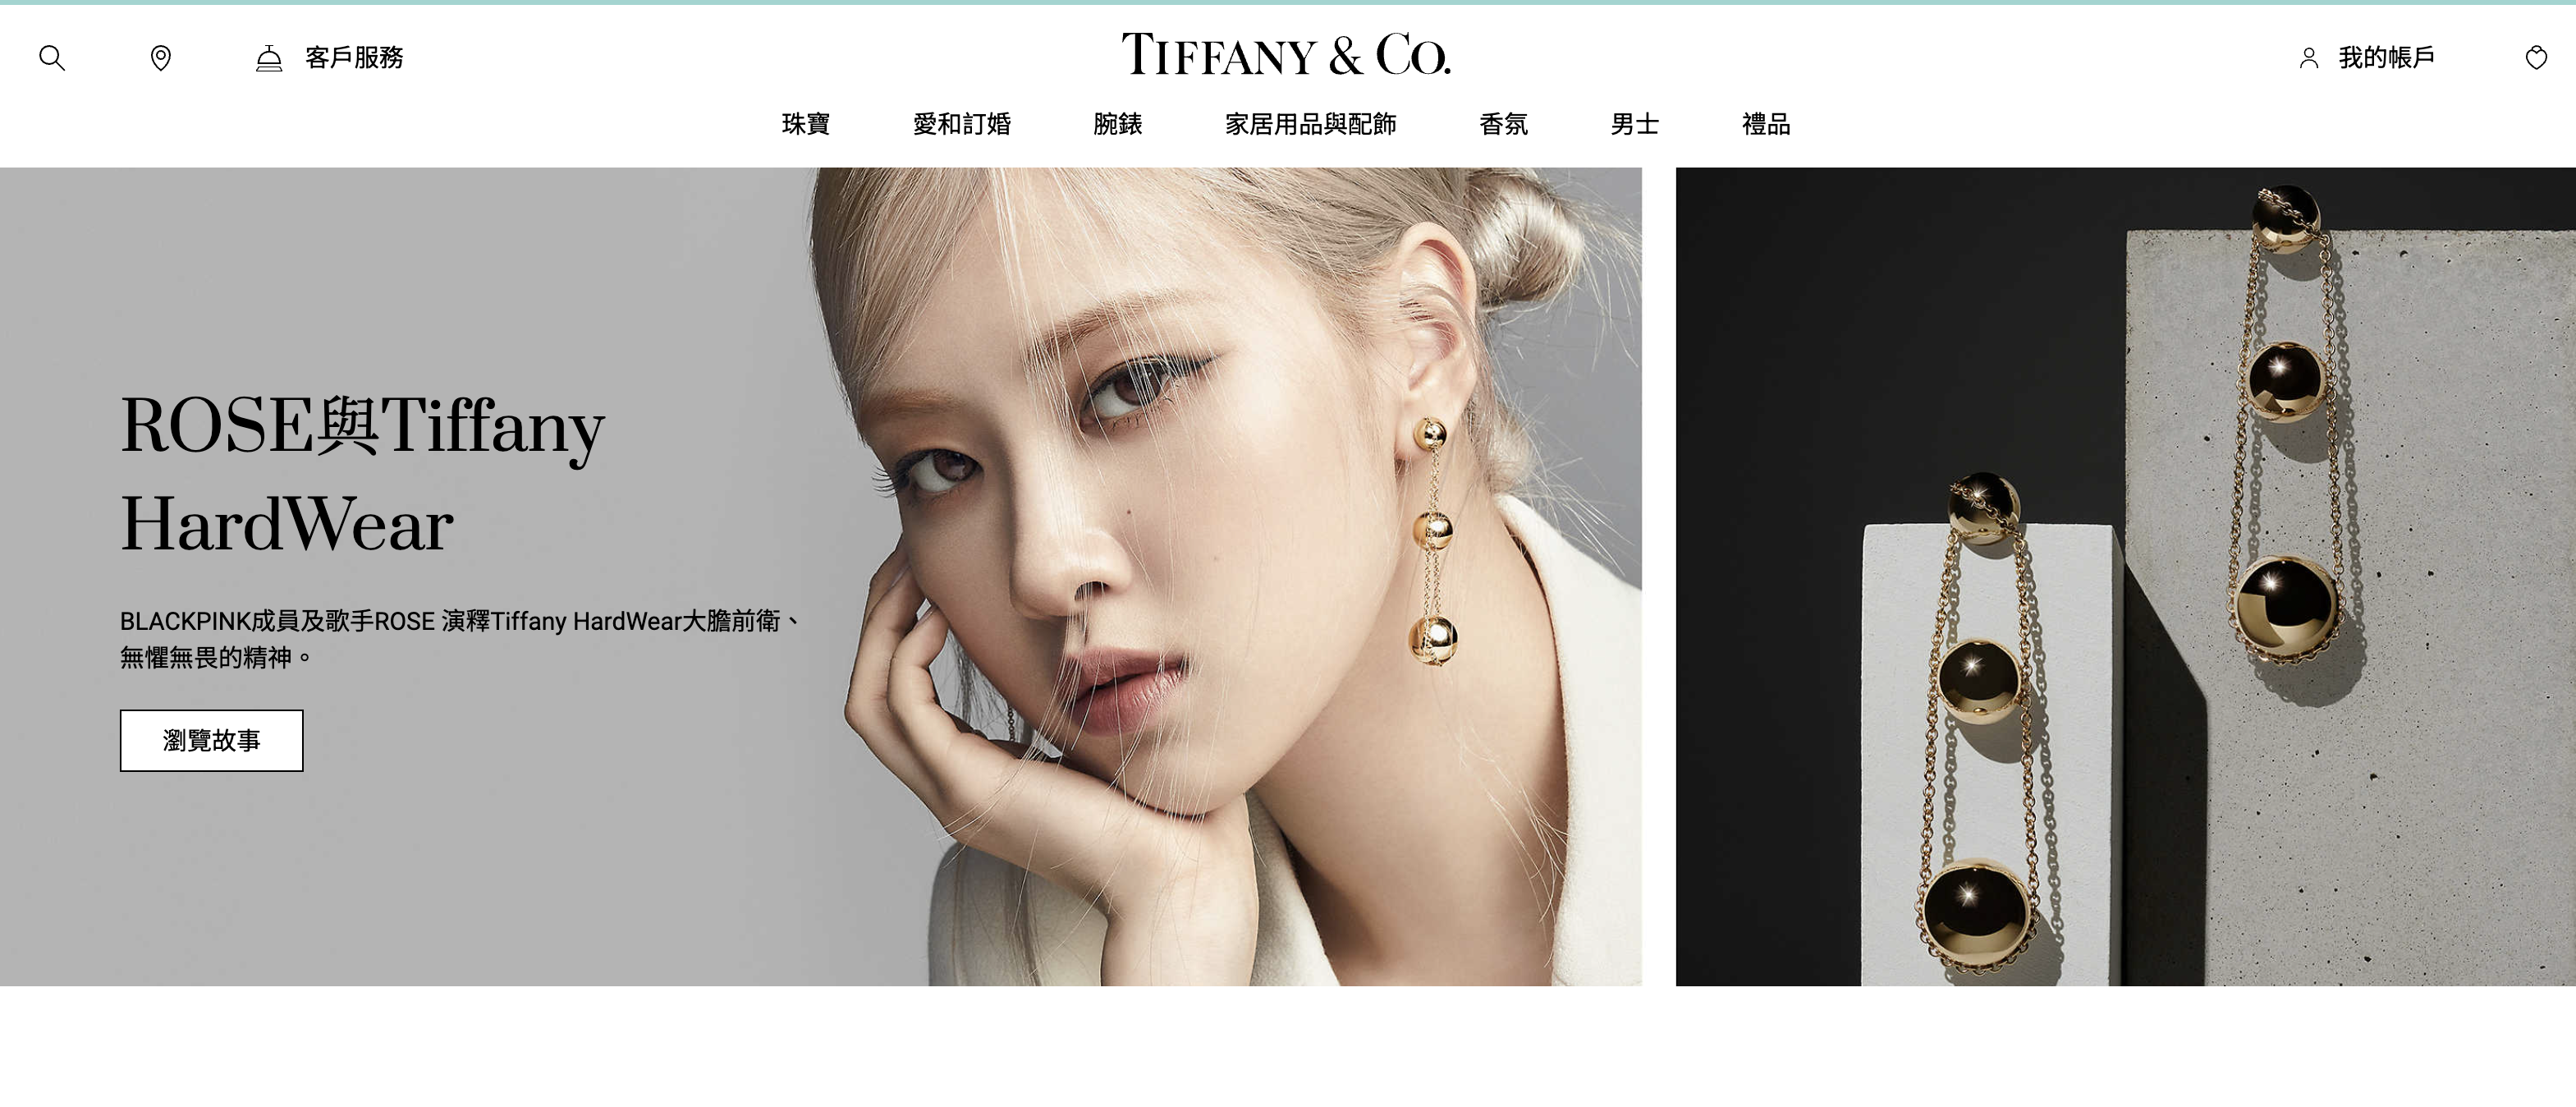 客戶服務
TIFFANY & CO.
我的帳戶
珠寶 愛和訂婚 腕錶 家居用品與配飾 香氛 男士 禮品
ROSE與Tiffany
HardWear
BLACKPINK成員及歌手ROSE 演釋Tiffany HardWear大膽前衛、
無懼無畏的精神。
瀏覽故事